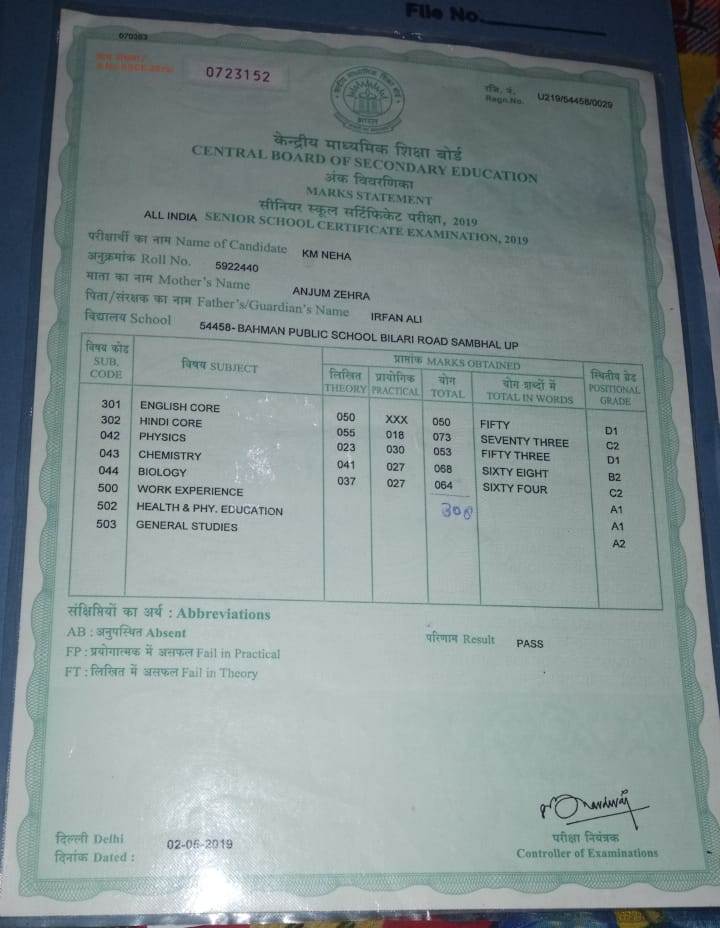 File No.
070383
0723152
रजि. नं.
Regn.No. U219/54458/0029
भारत
केन्द्रीय माध्यमिक शिक्षा बोर्ड
CENTRAL BOARD OF SECONDARY EDUCATION
अंक विवरणिका
MARKS STATEMENT
सीनियर स्कूल सर्टिफिकेट परीक्षा, 2019
ALL INDIA SENIOR SCHOOL CERTIFICATE EXAMINATION, 2019
परीक्षार्थी का नाम Name of Candidate KM NEHA
अनुक्रमांक Roll No. 5922440
माता का नाम Mother's Name ANJUM ZEHRA
पिता/संरक्षक का नाम Father's/Guardian's Name IRFAN ALI
विद्यालय School 54458-BAHMAN PUBLIC SCHOOL BILARI ROAD SAMBHAL UP
विषय कोड SUB. CODE विषय SUBJECT प्राप्तांक MARKS OBTAINED स्थितीय ग्रेड POSITIONAL GRADE
लिखित THEORY प्रायोगिक PRACTICAL योग TOTAL योग शब्दों में TOTAL IN WORDS
301 ENGLISH CORE 050 XXX 050 FIFTY D1
302 HINDI CORE 055 018 073 SEVENTY THREE C2
042 PHYSICS 023 030 053 FIFTY THREE D1
043 CHEMISTRY 041 027 068 SIXTY EIGHT B2
044 BIOLOGY 037 027 064 SIXTY FOUR C2
500 WORK EXPERIENCE A1
502 HEALTH & PHY. EDUCATION A1
503 GENERAL STUDIES A2
308
संक्षिप्तियों का अर्थ : Abbreviations
AB : अनुपस्थित Absent
परिणाम Result PASS
FP : प्रयोगात्मक में असफल Fail in Practical
FT : लिखित में असफल Fail in Theory
दिल्ली Delhi
दिनांक Dated : 02-05-2019
परीक्षा नियंत्रक
Controller of Examinations